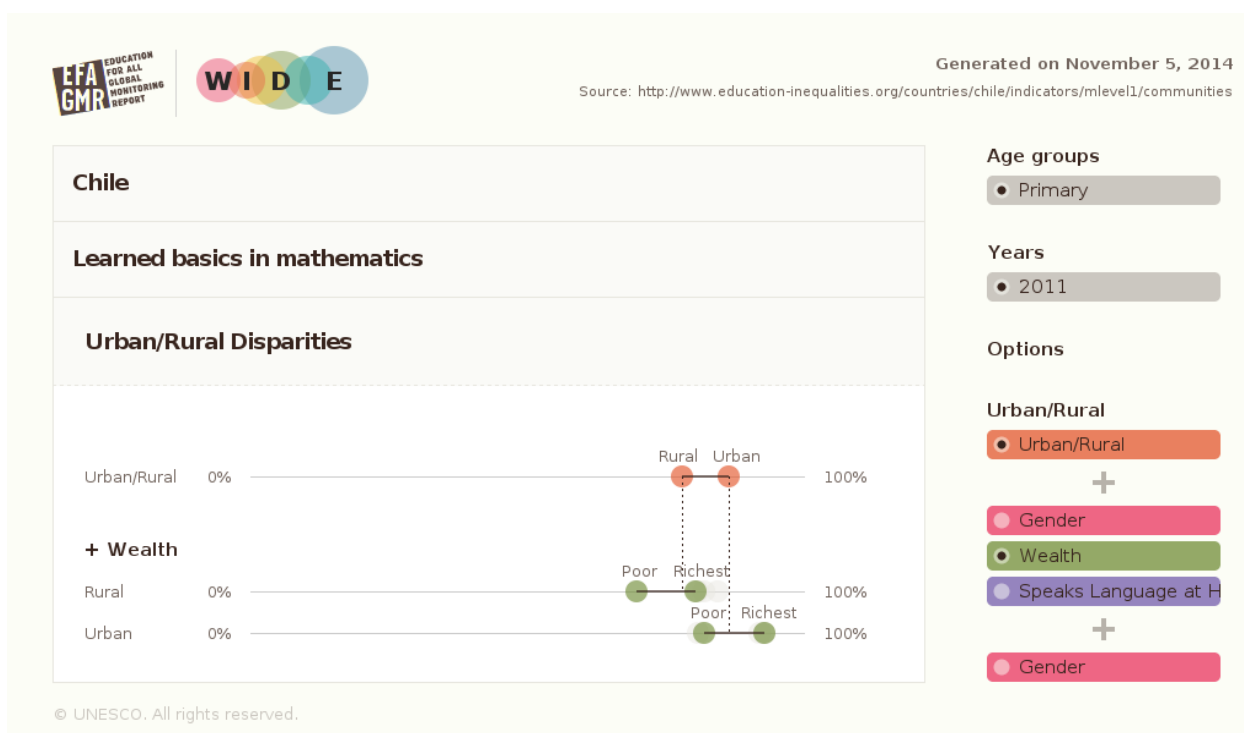 EFA GMR EDUCATION FOR ALL GLOBAL MONITORING REPORT
W I D E
Generated on November 5, 2014
Source: http://www.education-inequalities.org/countries/chile/indicators/mlevel1/communities
Chile
Learned basics in mathematics
Urban/Rural Disparities
Rural Urban
Urban/Rural 0% 100%
+ Wealth
Poor Richest
Rural 0% 100%
Poor Richest
Urban 0% 100%
Age groups
Primary
Years
2011
Options
Urban/Rural
Urban/Rural
+
Gender
Wealth
Speaks Language at H
+
Gender
© UNESCO. All rights reserved.